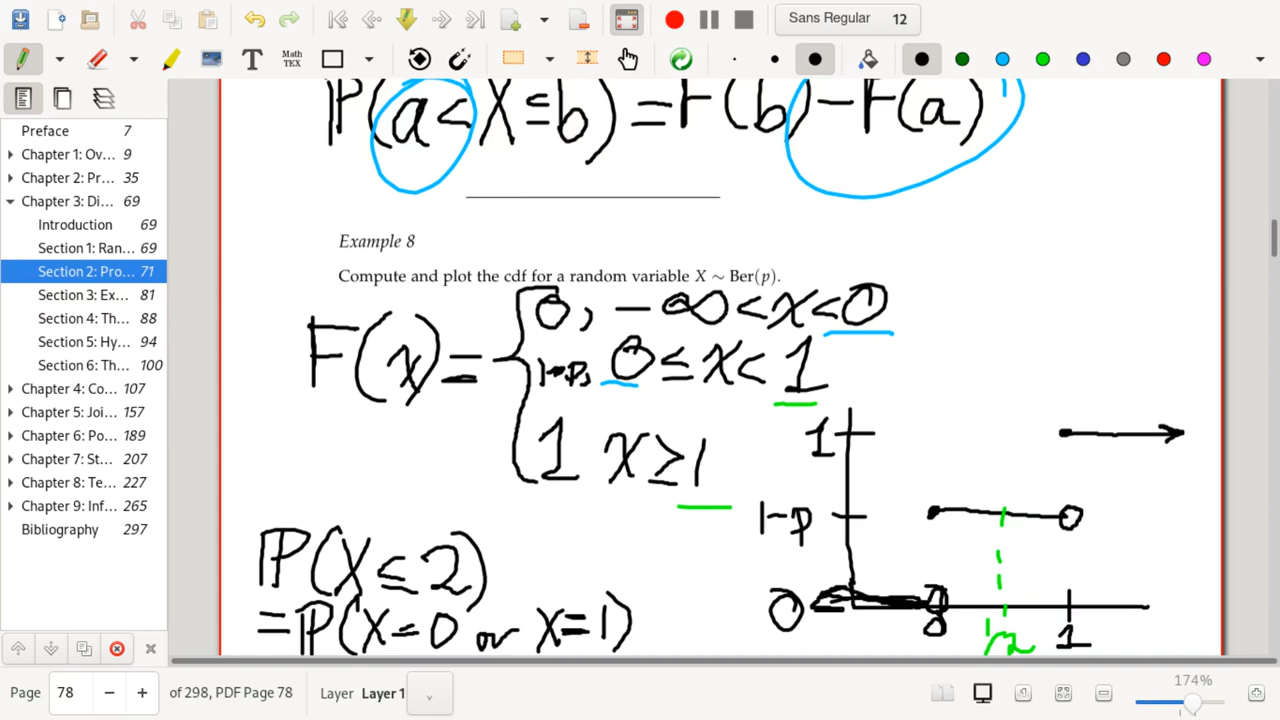 Sans Regular 12
Math
TEX
Preface 7
Chapter 1: Ov... 9
Chapter 2: Pr... 35
Chapter 3: Di... 69
Introduction 69
Section 1: Ran... 69
Section 2: Pro... 71
Section 3: Ex... 81
Section 4: Th... 88
Section 5: Hy... 94
Section 6: Th... 100
Chapter 4: Co... 107
Chapter 5: Joi... 157
Chapter 6: Po... 189
Chapter 7: St... 207
Chapter 8: Te... 227
Chapter 9: Inf... 265
Bibliography 297
ℙ(a<X≤b)=F(b)-F(a)
Example 8
Compute and plot the cdf for a random variable X ∼ Ber(p).
F(x)= { 0, -∞<x<0
1-p, 0≤x<1
1 x≥1
1
1-p
0 0 1/2 1
ℙ(X≤2)
=ℙ(X=0 or X=1)
Page 78 of 298, PDF Page 78 Layer Layer 1 174%